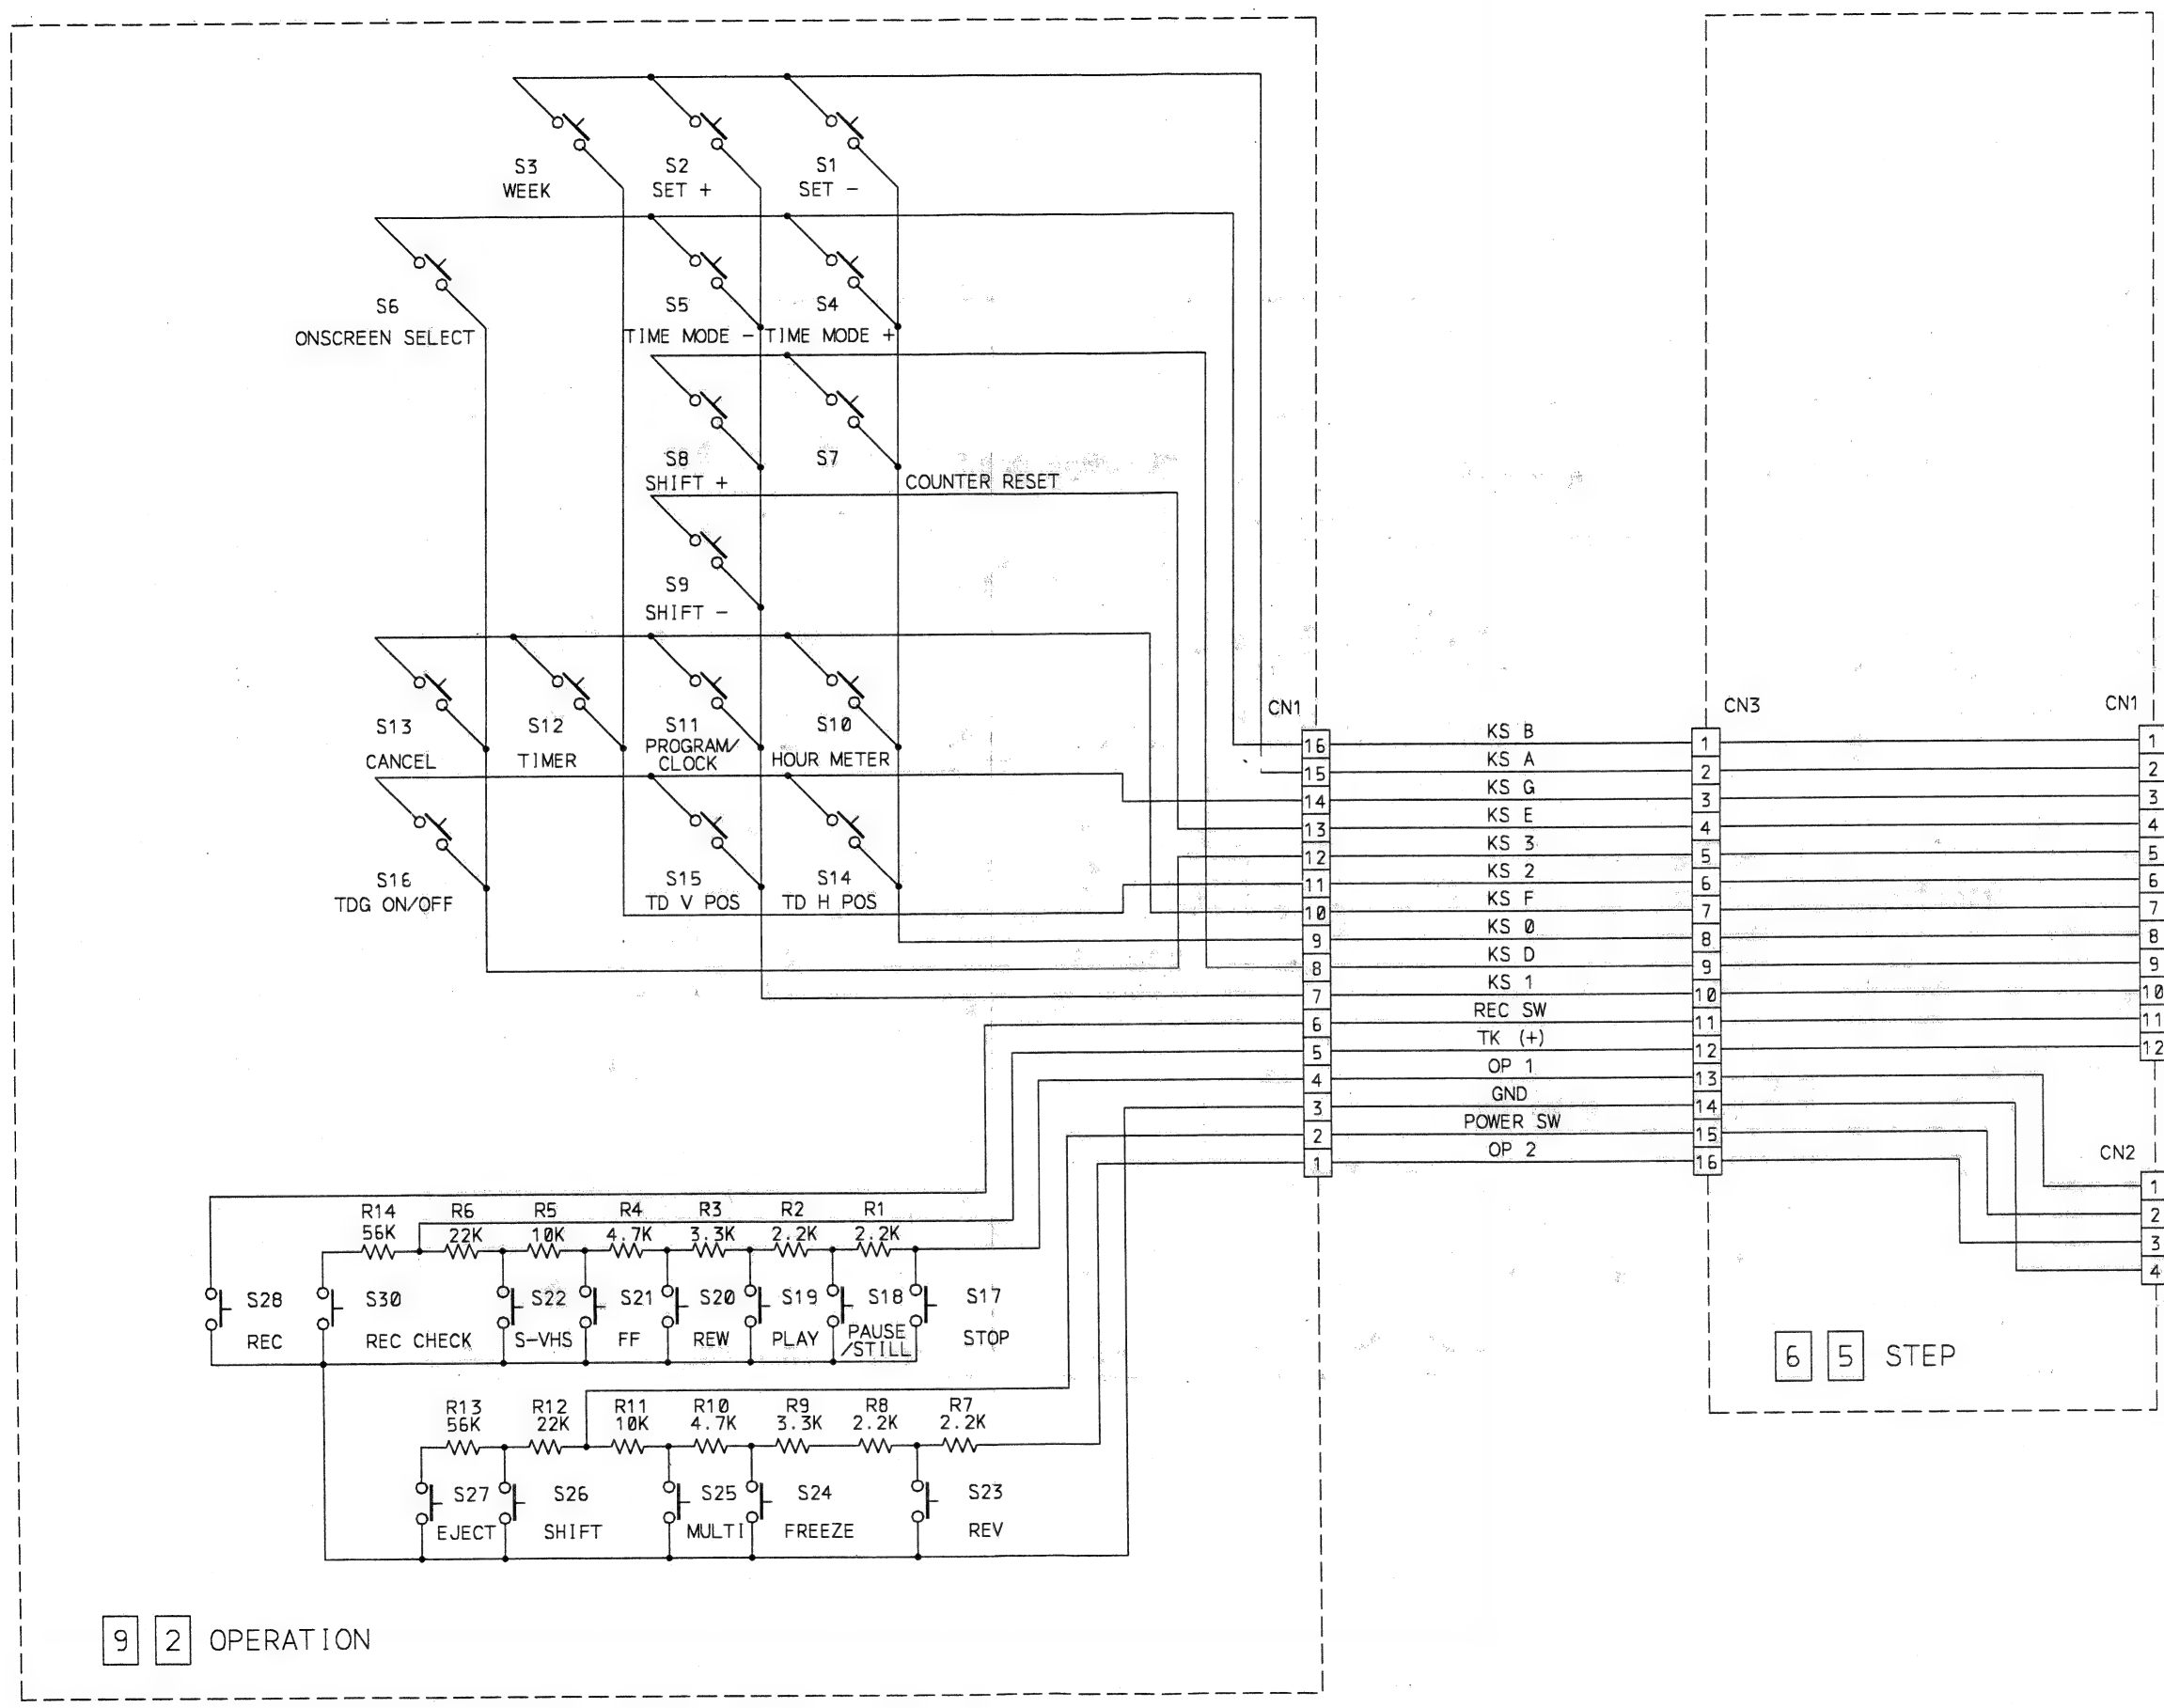 S3
WEEK
S2
SET +
S1
SET -
S6
ONSCREEN SELECT
S5
TIME MODE -
S4
TIME MODE +
S8
SHIFT +
S7
COUNTER RESET
S9
SHIFT -
S13
CANCEL
S12
TIMER
S11
PROGRAM/
CLOCK
S10
HOUR METER
S16
TDG ON/OFF
S15
TD V POS
S14
TD H POS
CN1
16
15
14
13
12
11
10
9
8
7
6
5
4
3
2
1
KS B
KS A
KS G
KS E
KS 3
KS 2
KS F
KS 0
KS D
KS 1
REC SW
TK (+)
OP 1
GND
POWER SW
OP 2
CN3
1
2
3
4
5
6
7
8
9
10
11
12
13
14
15
16
CN1
1
2
3
4
5
6
7
8
9
10
11
12
CN2
1
2
3
4
R14
56K
R6
22K
R5
10K
R4
4.7K
R3
3.3K
R2
2.2K
R1
2.2K
S28
REC
S30
REC CHECK
S22
S-VHS
S21
FF
S20
REW
S19
PLAY
S18
PAUSE
/STILL
S17
STOP
R13
56K
R12
22K
R11
10K
R10
4.7K
R9
3.3K
R8
2.2K
R7
2.2K
S27
EJECT
S26
SHIFT
S25
MULTI
S24
FREEZE
S23
REV
6 5 STEP
9 2 OPERATION